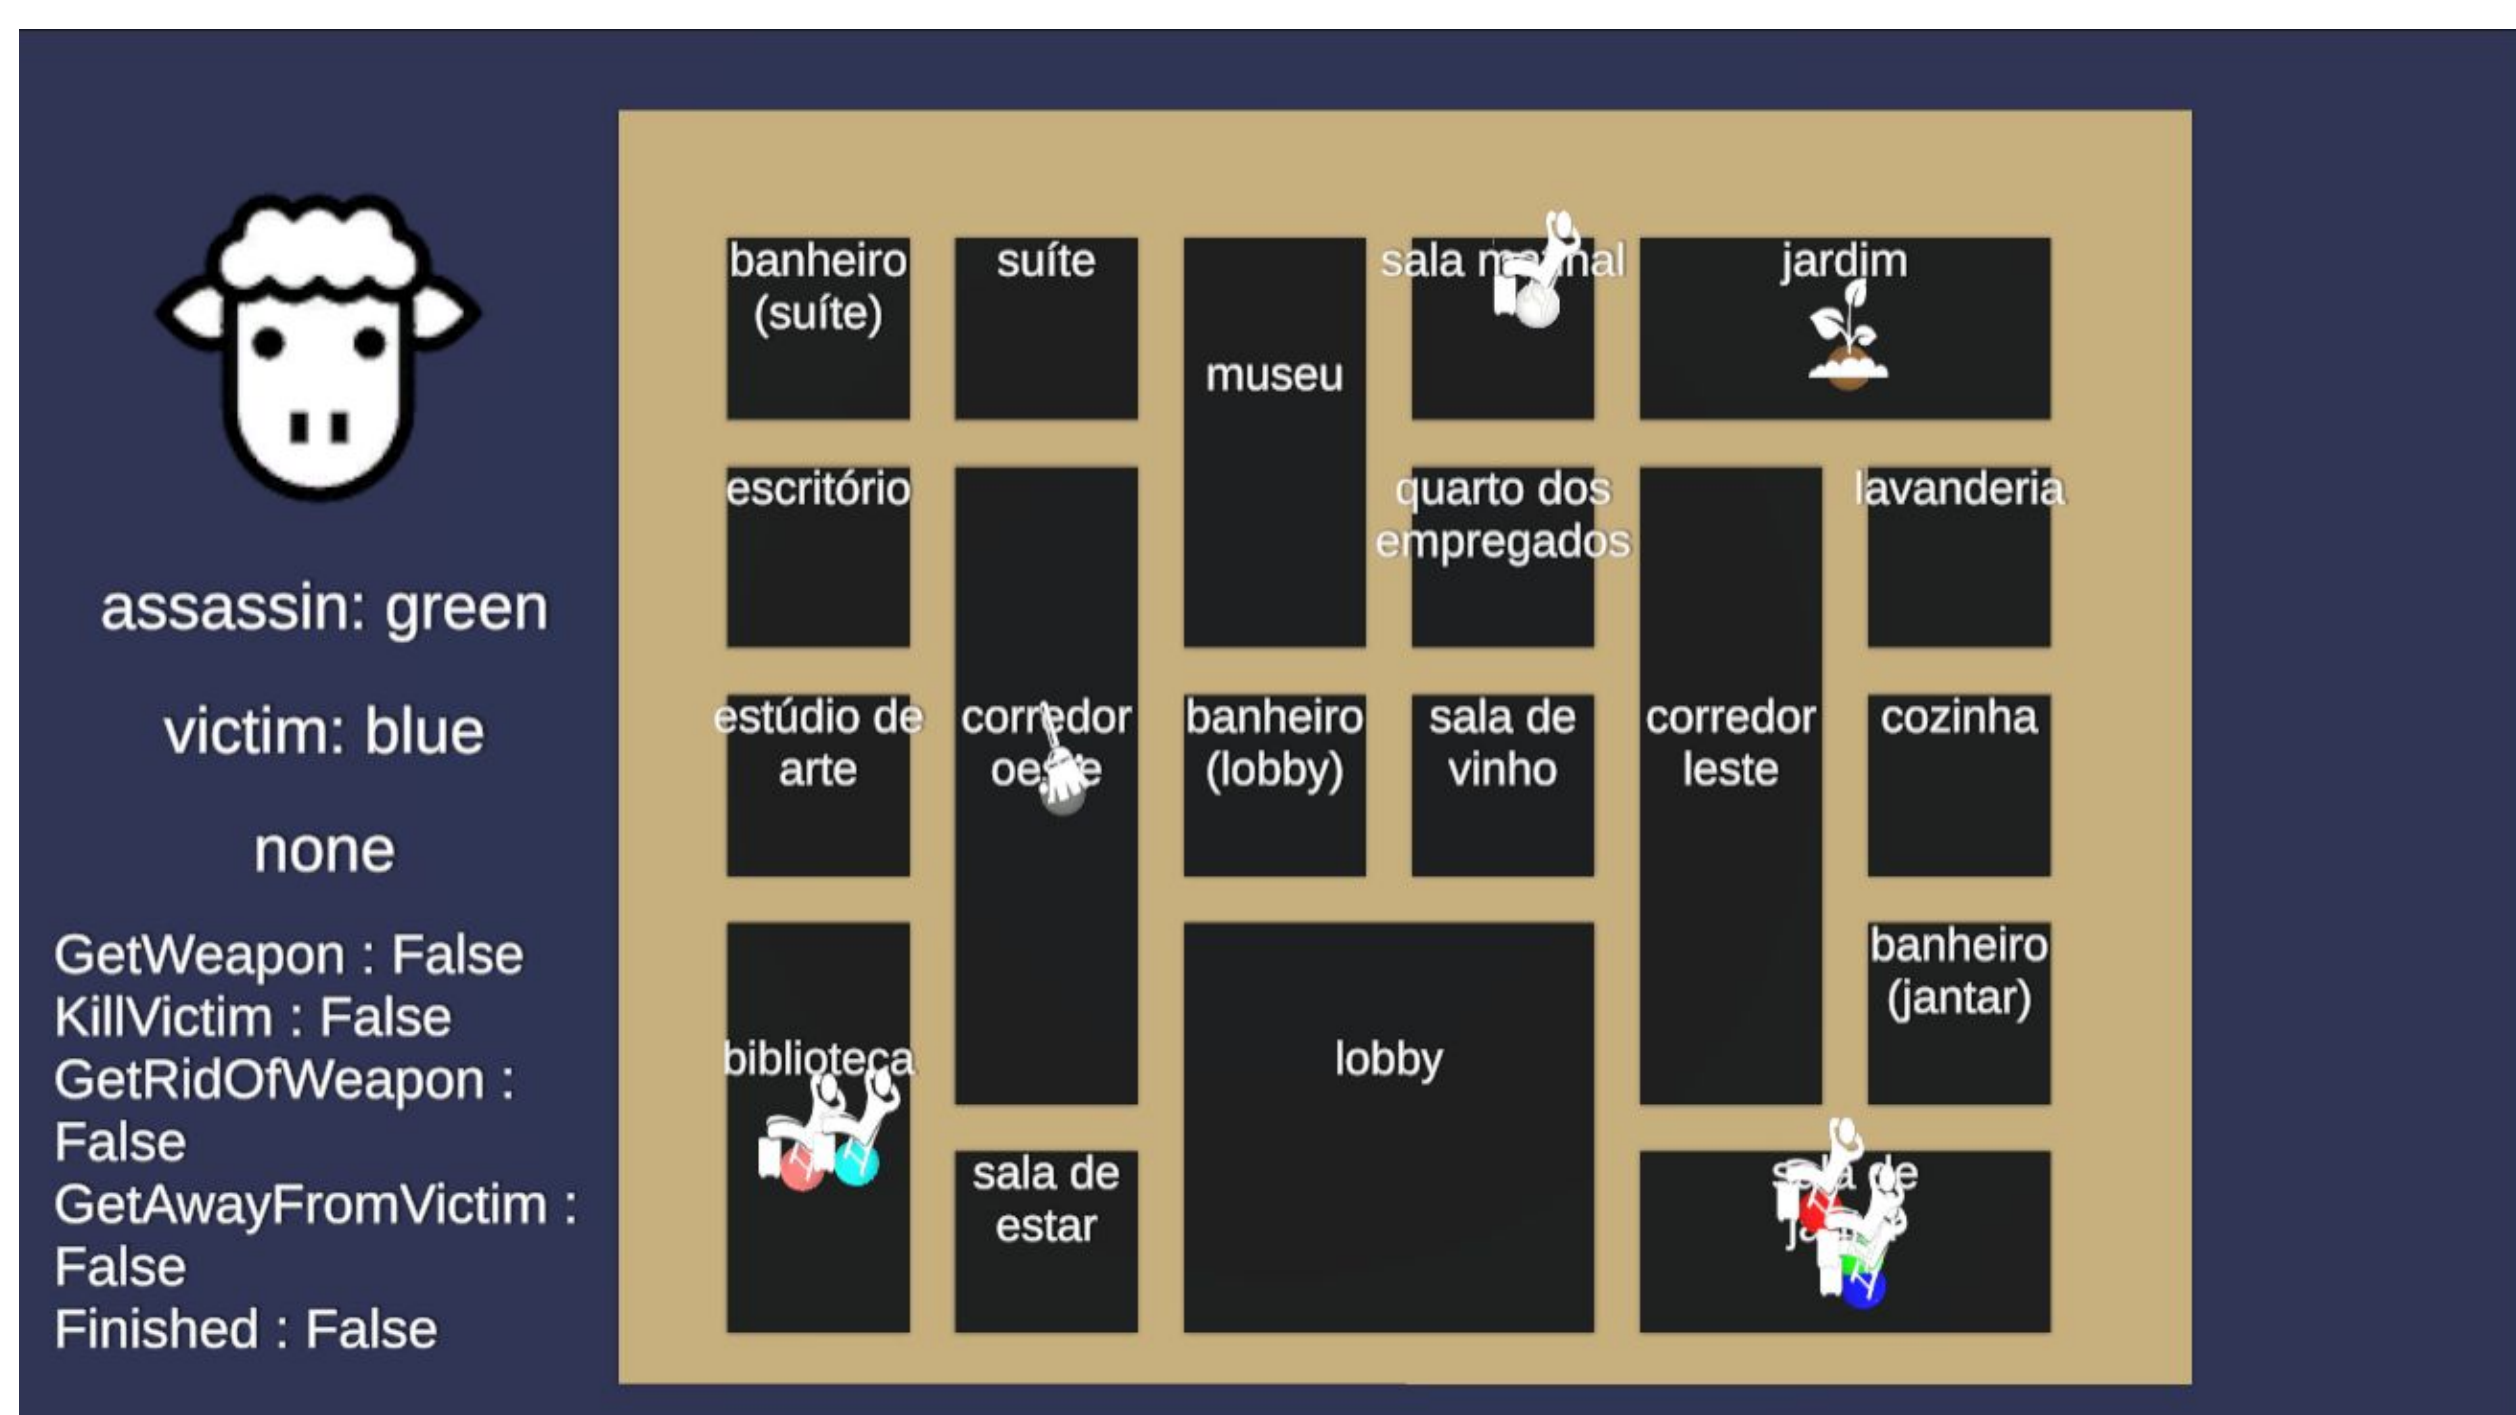 assassin: green
victim: blue
none
GetWeapon : False
KillVictim : False
GetRidOfWeapon :
False
GetAwayFromVictim :
False
Finished : False
banheiro
(suíte)
suíte
museu
sala
jardim
escritório
quarto dos
empregados
lavanderia
estúdio de
arte
corredor
banheiro
(lobby)
sala de
vinho
corredor
leste
cozinha
biblioteca
lobby
banheiro
(jantar)
sala de
estar
sala de